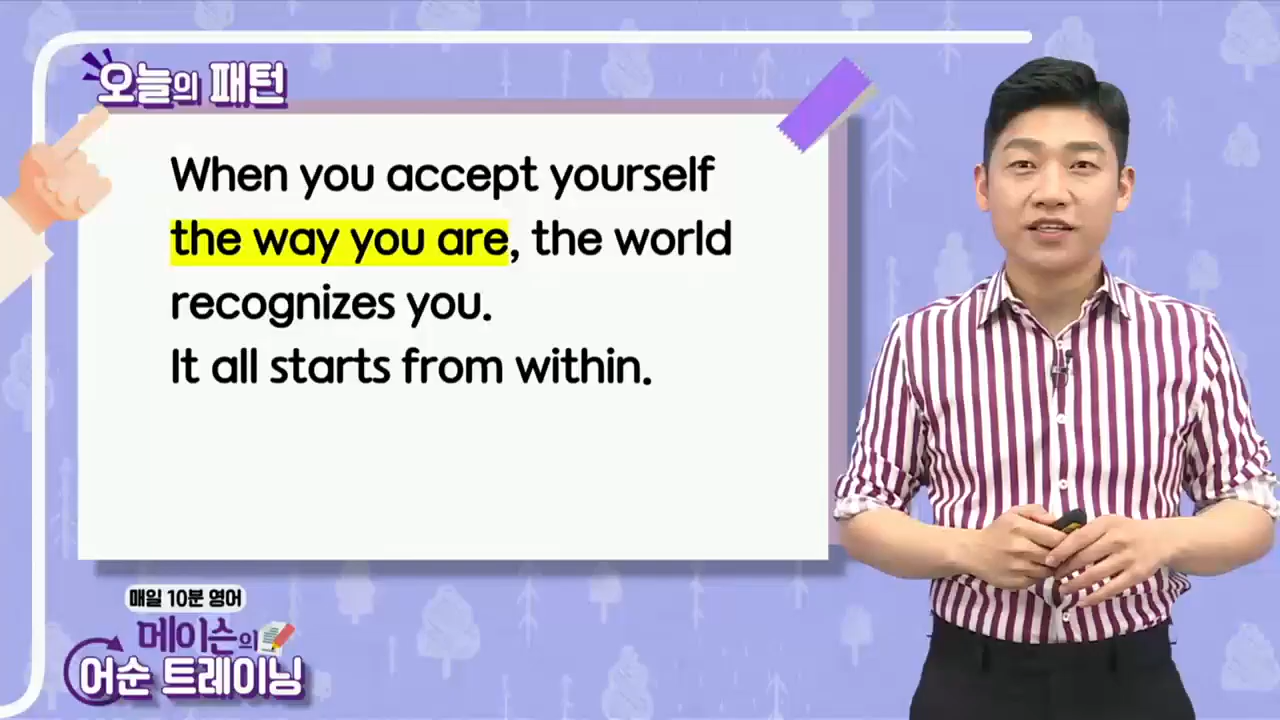 오늘의 패턴
When you accept yourself
the way you are, the world
recognizes you.
It all starts from within.
매일 10분 영어
메이슨의
어순 트레이닝